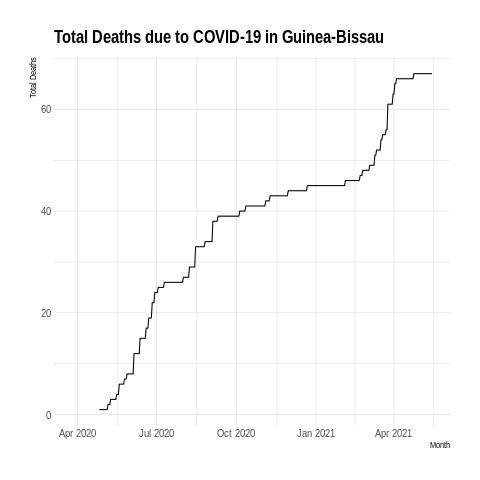 Total Deaths due to COVID-19 in Guinea-Bissau
Total Deaths
60
40
20
0
Apr 2020 Jul 2020 Oct 2020 Jan 2021 Apr 2021
Month